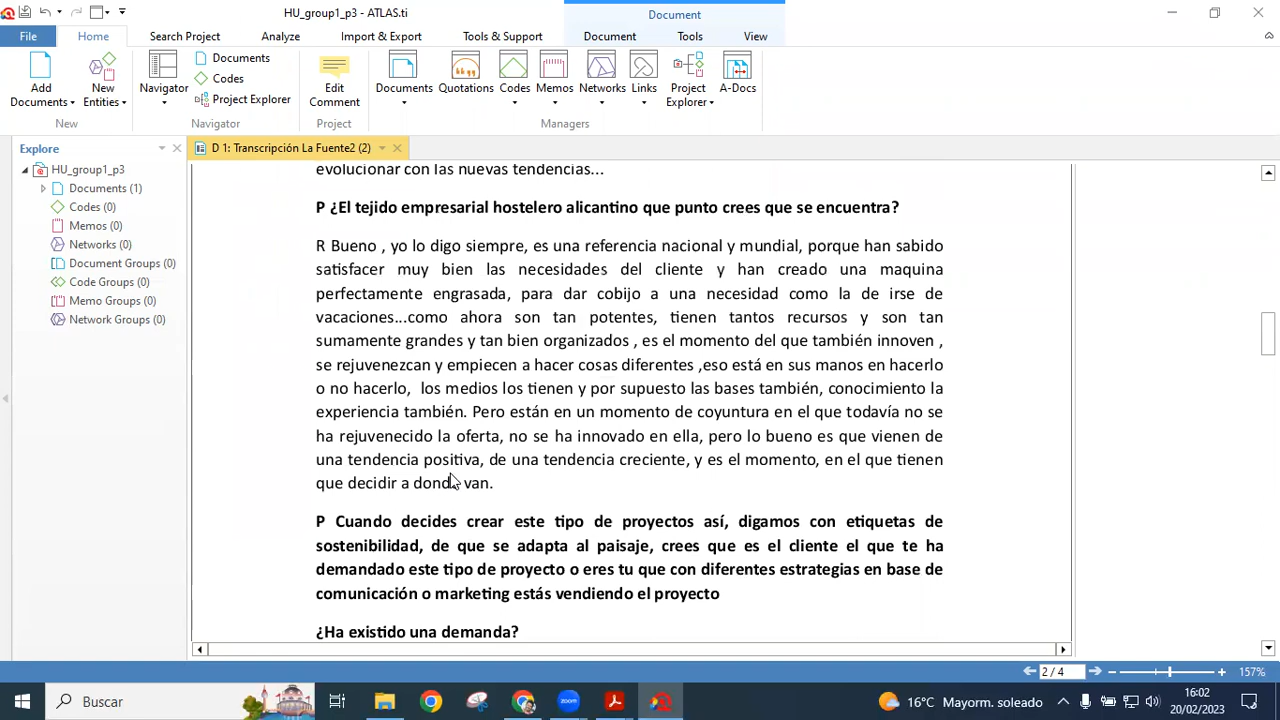 HU_group1_p3 - ATLAS.ti
Document
File
Home
Search Project
Analyze
Import & Export
Tools & Support
Document
Tools
View
Add Documents
New Entities
Navigator
Documents
Codes
Project Explorer
Edit Comment
Documents
Quotations
Codes
Memos
Networks
Links
Project Explorer
A-Docs
New
Navigator
Project
Managers
Explore
D 1: Transcripción La Fuente2 (2)
HU_group1_p3
Documents (1)
Codes (0)
Memos (0)
Networks (0)
Document Groups (0)
Code Groups (0)
Memo Groups (0)
Network Groups (0)
evolucionar con las nuevas tendencias...
P ¿El tejido empresarial hostelero alicantino que punto crees que se encuentra?
R Bueno , yo lo digo siempre, es una referencia nacional y mundial, porque han sabido
satisfacer muy bien las necesidades del cliente y han creado una maquina
perfectamente engrasada, para dar cobijo a una necesidad como la de irse de
vacaciones...como ahora son tan potentes, tienen tantos recursos y son tan
sumamente grandes y tan bien organizados , es el momento del que también innoven ,
se rejuvenezcan y empiecen a hacer cosas diferentes ,eso está en sus manos en hacerlo
o no hacerlo, los medios los tienen y por supuesto las bases también, conocimiento la
experiencia también. Pero están en un momento de coyuntura en el que todavía no se
ha rejuvenecido la oferta, no se ha innovado en ella, pero lo bueno es que vienen de
una tendencia positiva, de una tendencia creciente, y es el momento, en el que tienen
que decidir a donde van.
P Cuando decides crear este tipo de proyectos así, digamos con etiquetas de
sostenibilidad, de que se adapta al paisaje, crees que es el cliente el que te ha
demandado este tipo de proyecto o eres tu que con diferentes estrategias en base de
comunicación o marketing estás vendiendo el proyecto
¿Ha existido una demanda?
2 / 4
157%
Buscar
zoom
16°C Mayorm. soleado
16:02
20/02/2023